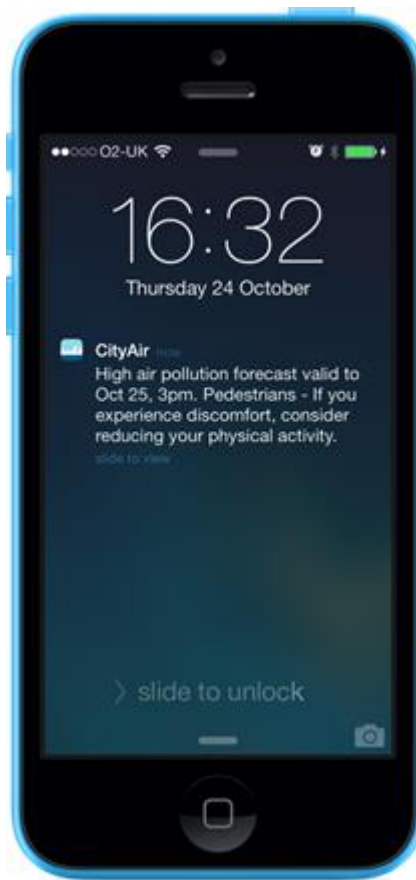 O2-UK
16:32
Thursday 24 October
CityAir now
High air pollution forecast valid to
Oct 25, 3pm. Pedestrians - If you
experience discomfort, consider
reducing your physical activity.
slide to view
slide to unlock